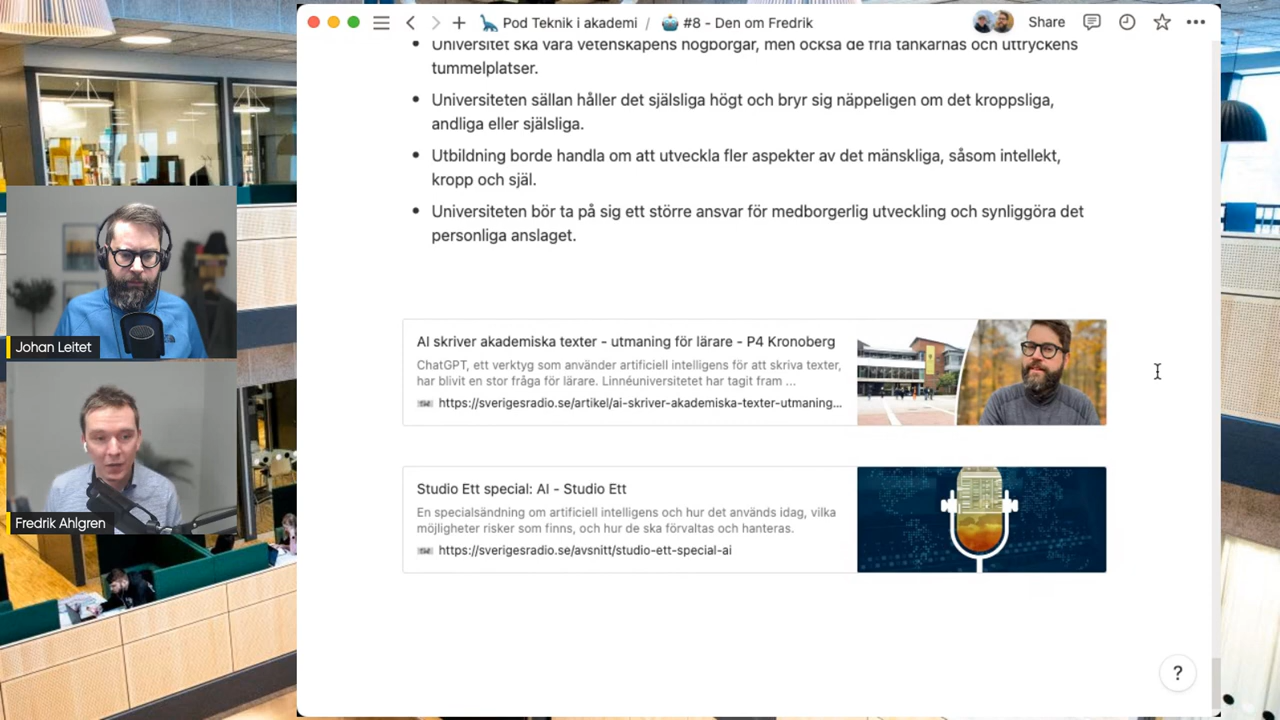 Pod Teknik i akademi / #8 - Den om Fredrik
Share
Universitet ska vara vetenskapens högborgar, men också de fria tankarnas och uttryckens
tummelplatser.
Universiteten sällan håller det själsliga högt och bryr sig näppeligen om det kroppsliga,
andliga eller själsliga.
Utbildning borde handla om att utveckla fler aspekter av det mänskliga, såsom intellekt,
kropp och själ.
Universiteten bör ta på sig ett större ansvar för medborgerlig utveckling och synliggöra det
personliga anslaget.
AI skriver akademiska texter - utmaning för lärare - P4 Kronoberg
ChatGPT, ett verktyg som använder artificiell intelligens för att skriva texter,
har blivit en stor fråga för lärare. Linnéuniversitetet har tagit fram ...
https://sverigesradio.se/artikel/ai-skriver-akademiska-texter-utmaning...
Studio Ett special: AI - Studio Ett
En specialsändning om artificiell intelligens och hur det används idag, vilka
möjligheter risker som finns, och hur de ska förvaltas och hanteras.
https://sverigesradio.se/avsnitt/studio-ett-special-ai
?
Johan Leitet
Fredrik Ahlgren